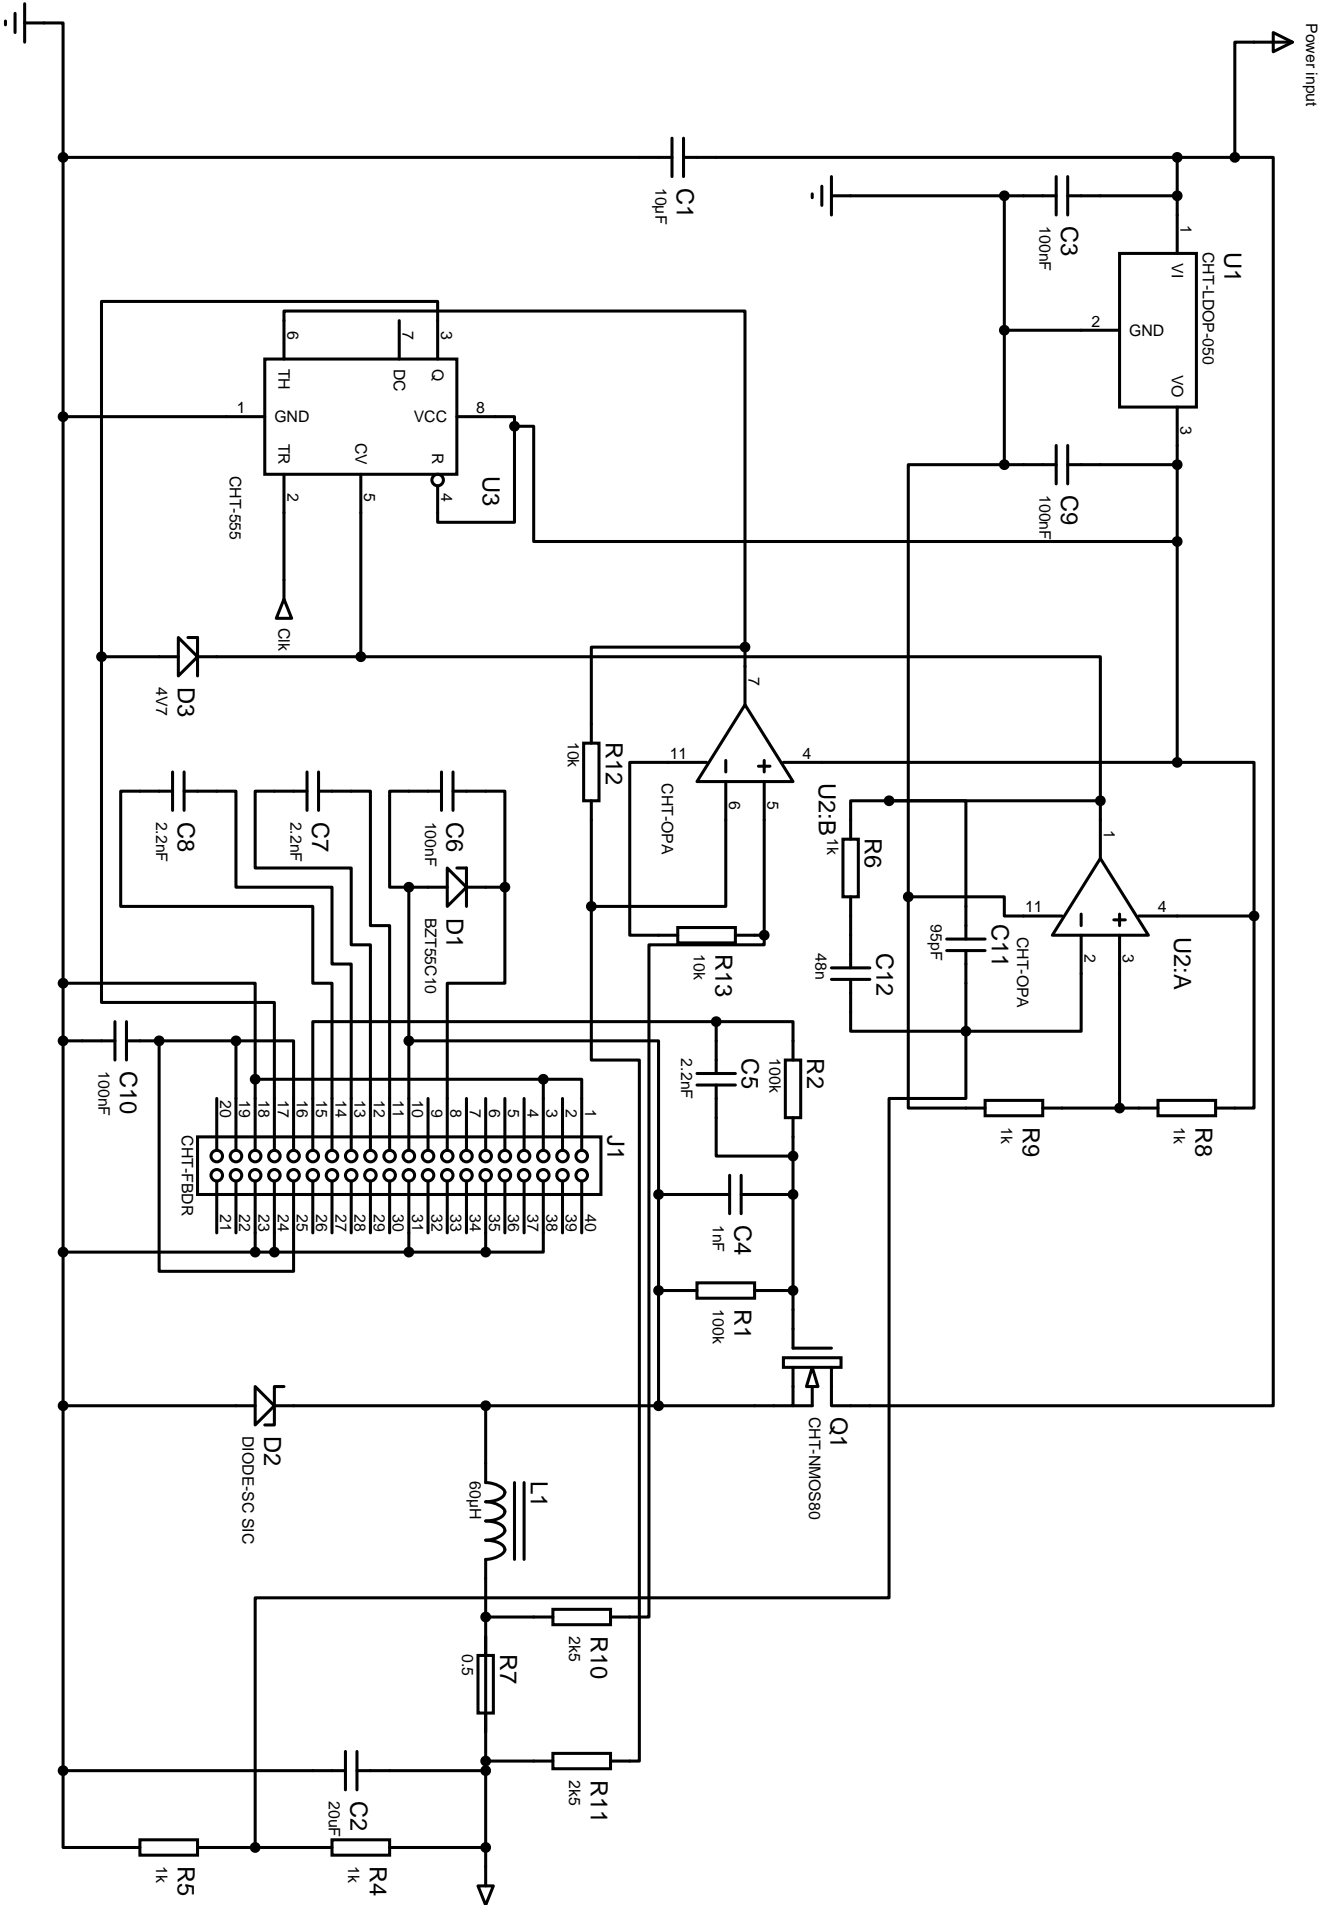 Power input
C1
10µF
C3
100nF
U1
CHT-LDOP-050
1
VI
2
GND
VO
3
C9
100nF
3
7
6
Q
DC
TH
8
VCC
GND
1
R
CV
TR
4
5
2
U3
CHT-555
Clk
D3
4V7
7
4
11
5
6
U2:B
CHT-OPA
R12
10k
R13
10k
1
4
11
3
2
U2:A
CHT-OPA
R6
1k
C11
95pF
C12
48n
C8
2.2nF
C7
2.2nF
C6
100nF
D1
BZT55C10
C10
100nF
C5
2.2nF
R2
100k
R9
1k
R8
1k
J1
CHT-FBDR
1
2
3
4
5
6
7
8
9
10
11
12
13
14
15
16
17
18
19
20
40
39
38
37
36
35
34
33
32
31
30
29
28
27
26
25
24
23
22
21
C4
1nF
R1
100k
Q1
CHT-NMOS80
D2
DIODE-SC SIC
L1
60µH
R10
2k5
R7
0.5
R11
2k5
C2
20uF
R5
1k
R4
1k